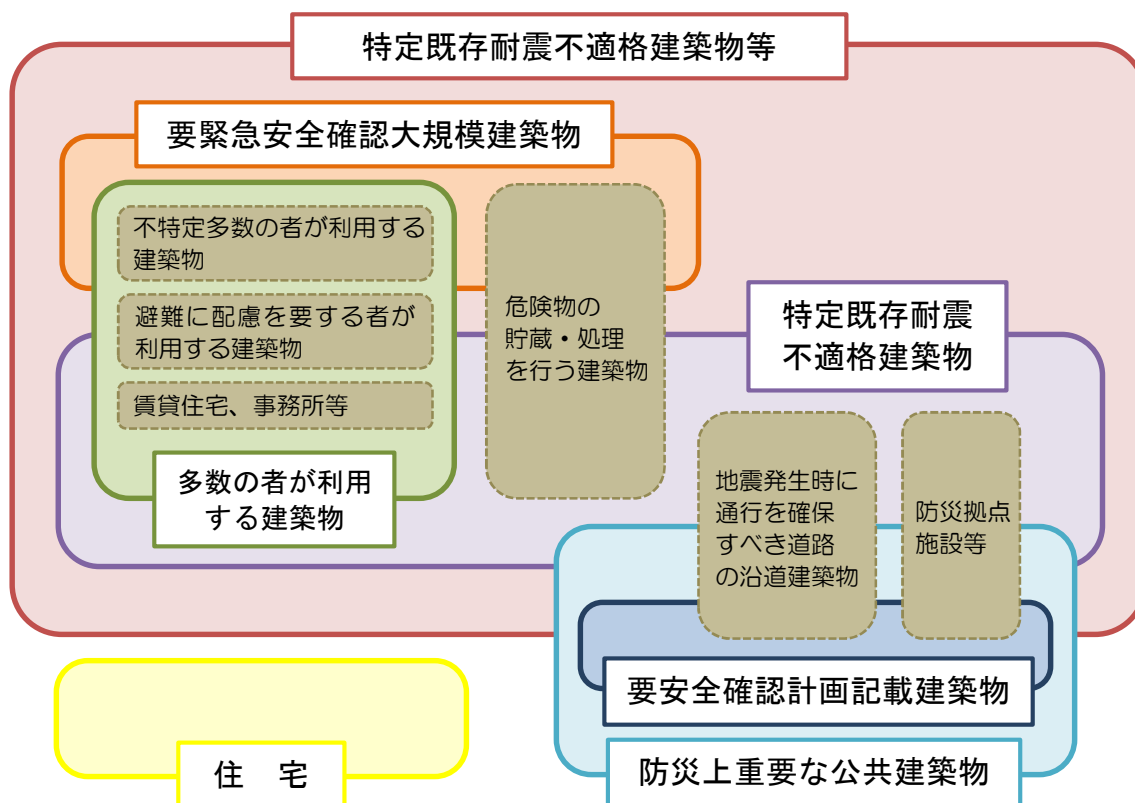 特定既存耐震不適格建築物等
要緊急安全確認大規模建築物
不特定多数の者が利用する
建築物
避難に配慮を要する者が
利用する建築物
賃貸住宅、事務所等
多数の者が利用
する建築物
危険物の
貯蔵・処理
を行う建築物
特定既存耐震
不適格建築物
地震発生時に
通行を確保
すべき道路
の沿道建築物
防災拠点
施設等
要安全確認計画記載建築物
防災上重要な公共建築物
住　宅